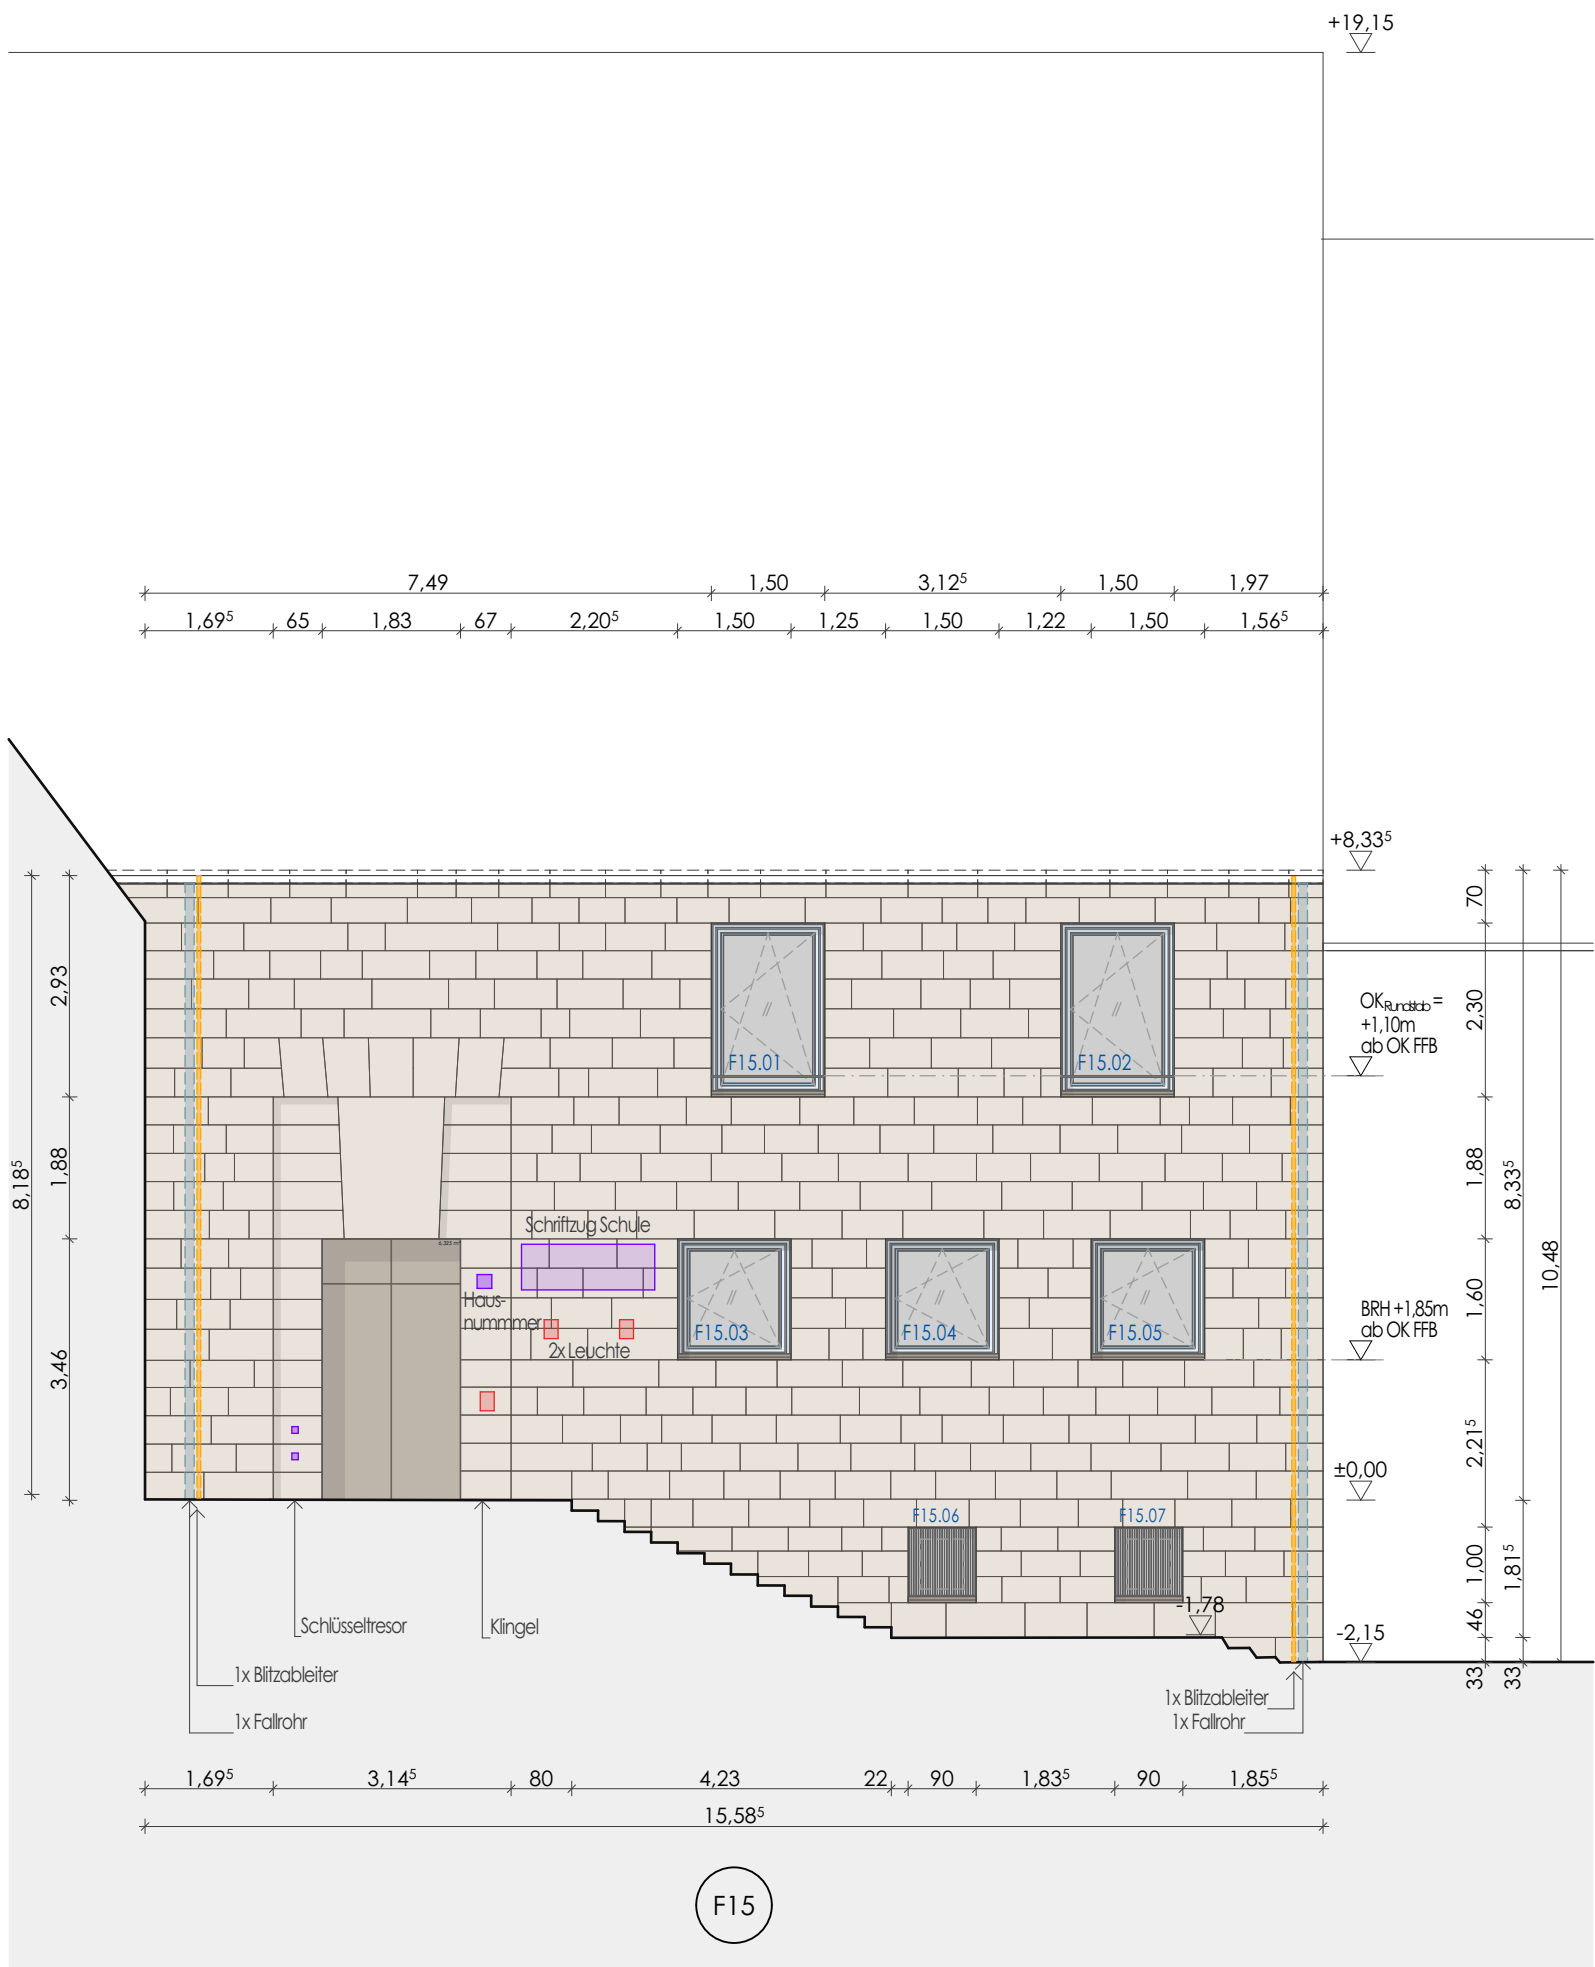 +19,15
7,49 1,50 3,12⁵ 1,50 1,97
1,69⁵ 65 1,83 67 2,20⁵ 1,50 1,25 1,50 1,22 1,50 1,56⁵
+8,33⁵
70
2,93
2,30
OK Rundstab =
+1,10m
ab OK FFB
F15.01
F15.02
8,18⁵
1,88
1,88
8,33⁵
Schriftzug Schule
6,325 m²
10,48
Haus-
nummmer
1,60
BRH +1,85m
ab OK FFB
F15.03
F15.04
F15.05
2x Leuchte
3,46
2,21⁵
±0,00
F15.06
F15.07
1,00
1,81⁵
-1,78
46
-2,15
Schlüsseltresor
Klingel
33
33
1x Blitzableiter
1x Fallrohr
1x Blitzableiter
1x Fallrohr
1,69⁵ 3,14⁵ 80 4,23 22 90 1,83⁵ 90 1,85⁵
15,58⁵
F15